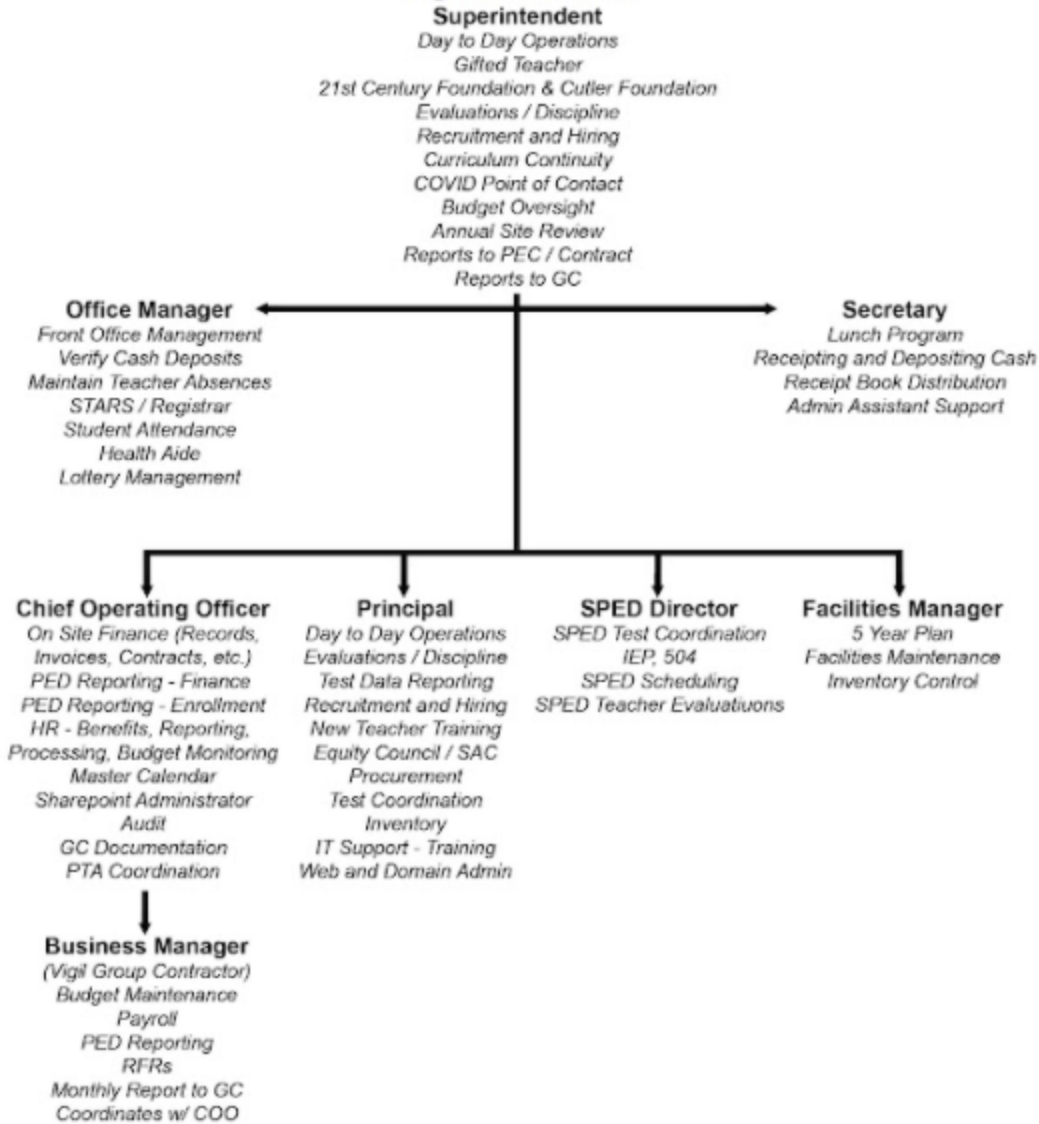 Superintendent
Day to Day Operations
Gifted Teacher
21st Century Foundation & Cutler Foundation
Evaluations / Discipline
Recruitment and Hiring
Curriculum Continuity
COVID Point of Contact
Budget Oversight
Annual Site Review
Reports to PEC / Contract
Reports to GC
Office Manager
Front Office Management
Verify Cash Deposits
Maintain Teacher Absences
STARS / Registrar
Student Attendance
Health Aide
Lottery Management
Secretary
Lunch Program
Receipting and Depositing Cash
Receipt Book Distribution
Admin Assistant Support
Chief Operating Officer
On Site Finance (Records,
Invoices, Contracts, etc.)
PED Reporting - Finance
PED Reporting - Enrollment
HR - Benefits, Reporting,
Processing, Budget Monitoring
Master Calendar
Sharepoint Administrator
Audit
GC Documentation
PTA Coordination
Principal
Day to Day Operations
Evaluations / Discipline
Test Data Reporting
Recruitment and Hiring
New Teacher Training
Equity Council / SAC
Procurement
Test Coordination
Inventory
IT Support - Training
Web and Domain Admin
SPED Director
SPED Test Coordination
IEP, 504
SPED Scheduling
SPED Teacher Evaluatiuons
Facilities Manager
5 Year Plan
Facilities Maintenance
Inventory Control
Business Manager
(Vigil Group Contractor)
Budget Maintenance
Payroll
PED Reporting
RFRs
Monthly Report to GC
Coordinates w/ COO